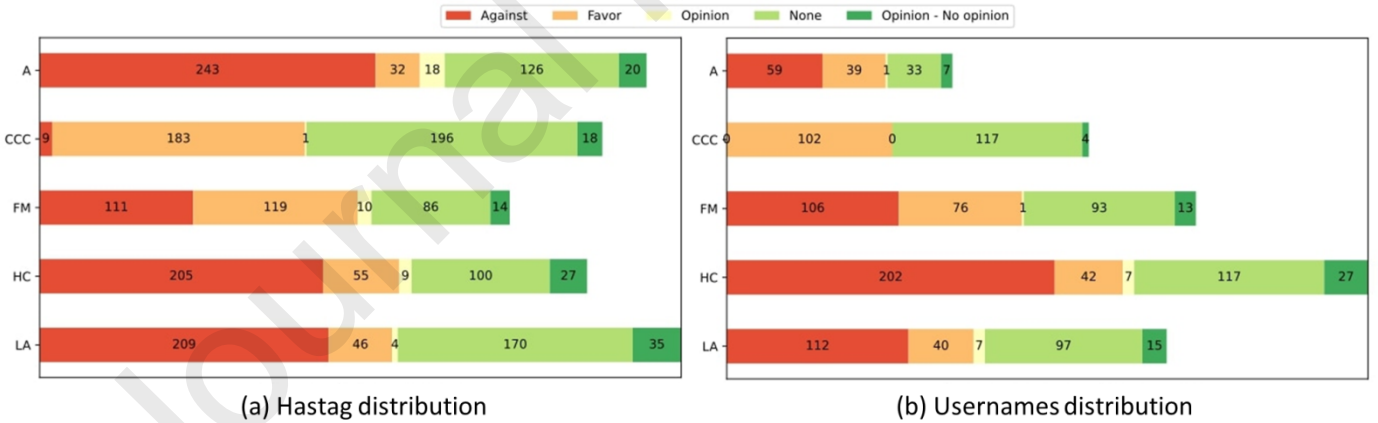 Against Favor Opinion None Opinion - No opinion
A 243 32 18 126 20
CCC 9 183 1 196 18
FM 111 119 10 86 14
HC 205 55 9 100 27
LA 209 46 4 170 35
(a) Hastag distribution
A 59 39 1 33 7
CCC 0 102 0 117 4
FM 106 76 1 93 13
HC 202 42 7 117 27
LA 112 40 7 97 15
(b) Usernames distribution
Journal